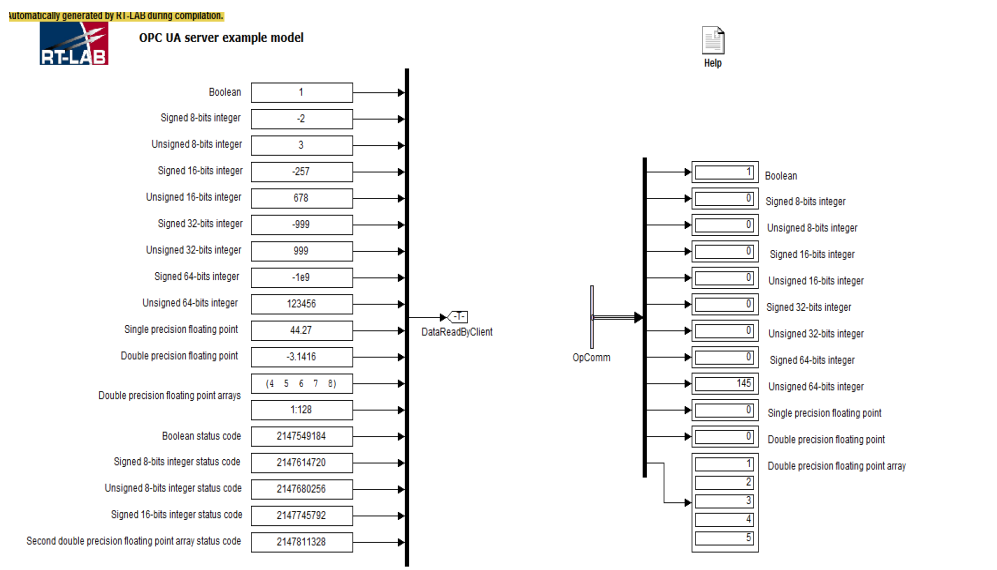 Automatically generated by RT-LAB during compilation.
RT-LAB
OPC UA server example model
Help
Boolean
1
Signed 8-bits integer
-2
Unsigned 8-bits integer
3
Signed 16-bits integer
-257
Unsigned 16-bits integer
678
Signed 32-bits integer
-999
Unsigned 32-bits integer
999
Signed 64-bits integer
-1e9
Unsigned 64-bits integer
123456
Single precision floating point
44.27
Double precision floating point
-3.1416
Double precision floating point arrays
(4 5 6 7 8)
1:128
Boolean status code
2147549184
Signed 8-bits integer status code
2147614720
Unsigned 8-bits integer status code
2147680256
Signed 16-bits integer status code
2147745792
Second double precision floating point array status code
2147811328
-T-
DataReadByClient
OpComm
1
Boolean
0
Signed 8-bits integer
0
Unsigned 8-bits integer
0
Signed 16-bits integer
0
Unsigned 16-bits integer
0
Signed 32-bits integer
0
Unsigned 32-bits integer
0
Signed 64-bits integer
145
Unsigned 64-bits integer
0
Single precision floating point
0
Double precision floating point
1
Double precision floating point array
2
3
4
5